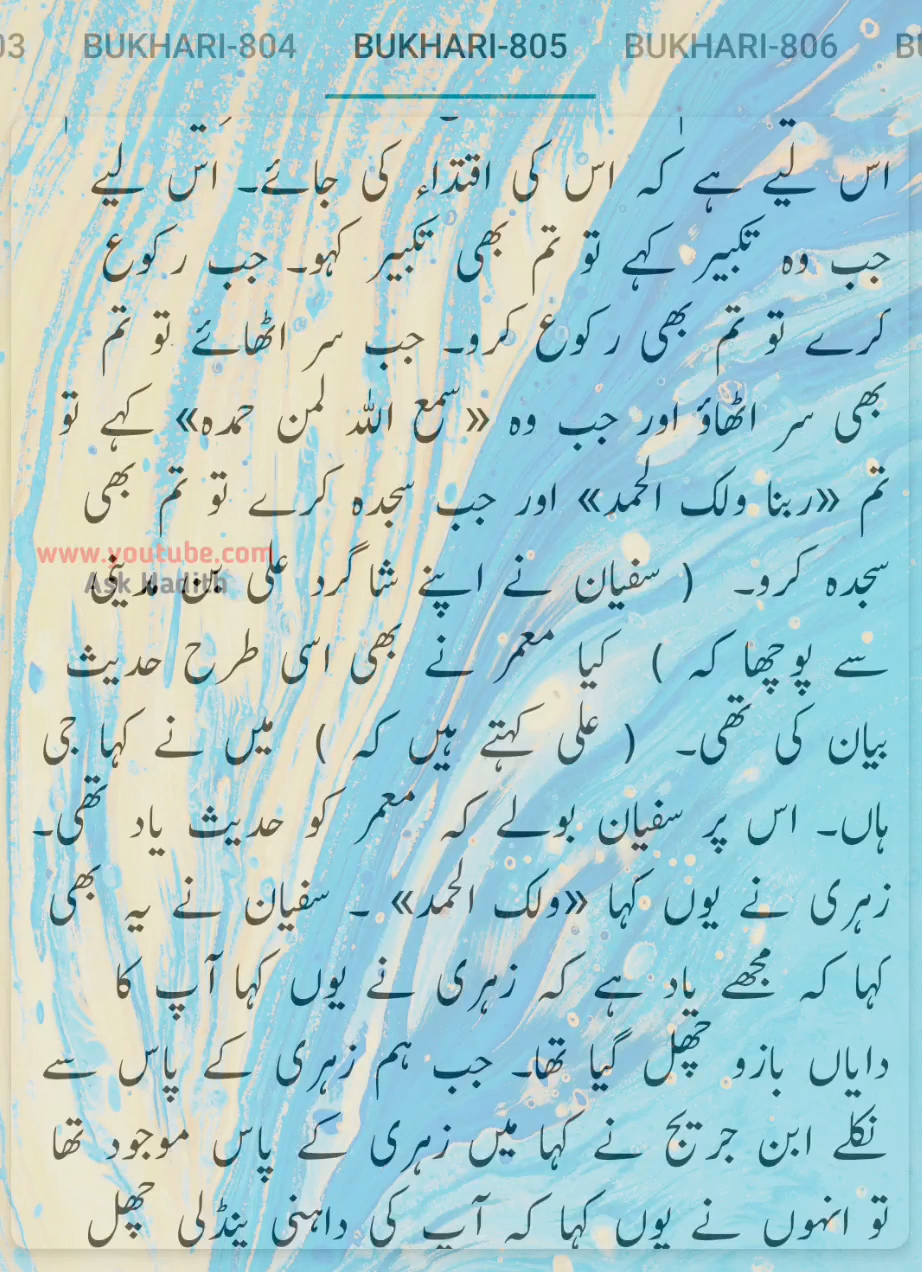 03 BUKHARI-804 BUKHARI-805 BUKHARI-806
اس لیے ہے کہ اس کی اقتداء کی جائے۔ اس لیے
جب وہ تکبیر کہے تو تم بھی تکبیر کہو۔ جب رکوع
کرے تو تم بھی رکوع کرو۔ جب سر اٹھائے تو تم
بھی سر اٹھاؤ اور جب وہ «سمع الله لمن حمده» کہے تو
تم «ربنا ولک الحمد» اور جب سجدہ کرے تو تم بھی
www.youtube.com
Ask Hadith
سجدہ کرو۔ ( سفیان نے اپنے شاگرد علی بن مدینی
سے پوچھا کہ ) کیا معمر نے بھی اسی طرح حدیث
بیان کی تھی۔ ( علی کہتے ہیں کہ ) میں نے کہا جی
ہاں۔ اس پر سفیان بولے کہ معمر کو حدیث یاد تھی۔
زہری نے یوں کہا «ولک الحمد» ۔ سفیان نے یہ بھی
کہا کہ مجھے یاد ہے کہ زہری نے یوں کہا آپ کا
دایاں بازو چھل گیا تھا۔ جب ہم زہری کے پاس سے
نکلے ابن جریج نے کہا میں زہری کے پاس موجود تھا
تو انہوں نے یوں کہا کہ آپ کی داہنی پنڈلی چھل